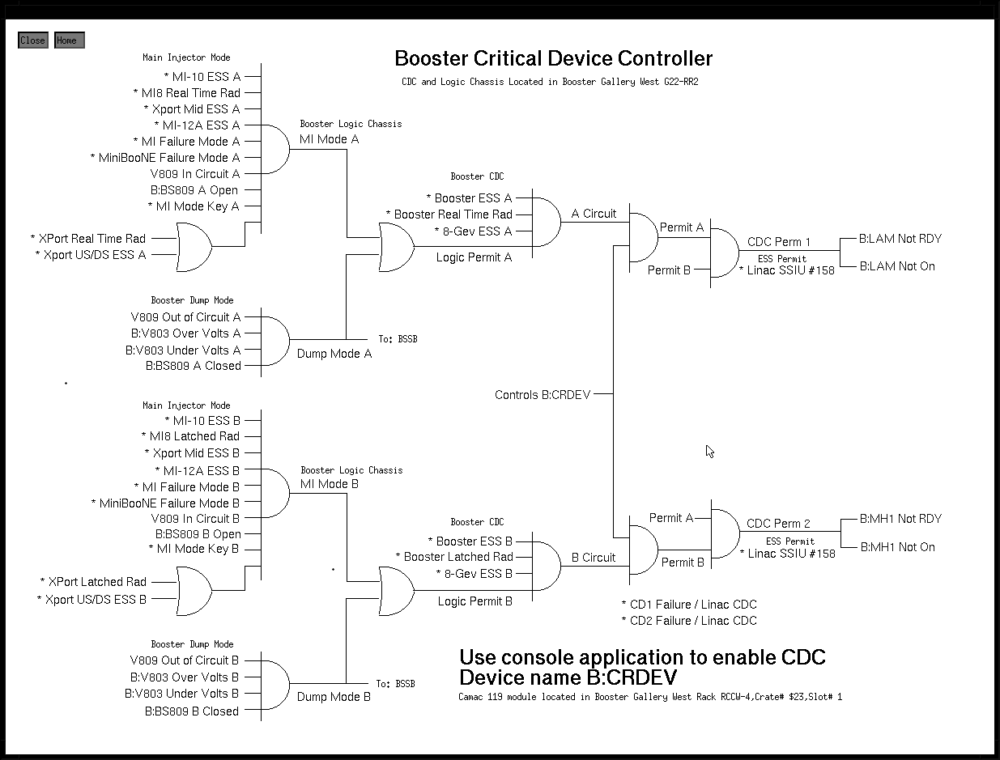 Close Home
Booster Critical Device Controller
CDC and Logic Chassis Located in Booster Gallery West G22-RR2
Main Injector Mode
* MI-10 ESS A
* MI8 Real Time Rad
* Xport Mid ESS A
* MI-12A ESS A
* MI Failure Mode A
* MiniBooNE Failure Mode A
V809 In Circuit A
B:BS809 A Open
* MI Mode Key A
* XPort Real Time Rad
* Xport US/DS ESS A
Booster Logic Chassis
MI Mode A
Booster Dump Mode
V809 Out of Circuit A
B:V803 Over Volts A
B:V803 Under Volts A
B:BS809 A Closed
Dump Mode A
To: BSSB
Booster CDC
* Booster ESS A
* Booster Real Time Rad
* 8-Gev ESS A
Logic Permit A
A Circuit
Permit A
Permit B
CDC Perm 1
ESS Permit
* Linac SSIU #158
B:LAM Not RDY
B:LAM Not On
Controls B:CRDEV
Main Injector Mode
* MI-10 ESS B
* MI8 Latched Rad
* Xport Mid ESS B
* MI-12A ESS B
* MI Failure Mode B
* MiniBooNE Failure Mode B
V809 In Circuit B
B:BS809 B Open
* MI Mode Key B
* XPort Latched Rad
* Xport US/DS ESS B
Booster Logic Chassis
MI Mode B
Booster Dump Mode
V809 Out of Circuit B
B:V803 Over Volts B
B:V803 Under Volts B
B:BS809 B Closed
Dump Mode B
To: BSSB
Booster CDC
* Booster ESS B
* Booster Latched Rad
* 8-Gev ESS B
Logic Permit B
B Circuit
Permit A
Permit B
CDC Perm 2
ESS Permit
* Linac SSIU #158
B:MH1 Not RDY
B:MH1 Not On
* CD1 Failure / Linac CDC
* CD2 Failure / Linac CDC
Use console application to enable CDC
Device name B:CRDEV
Camac 119 module located in Booster Gallery West Rack RCCW-4,Crate# $23,Slot# 1